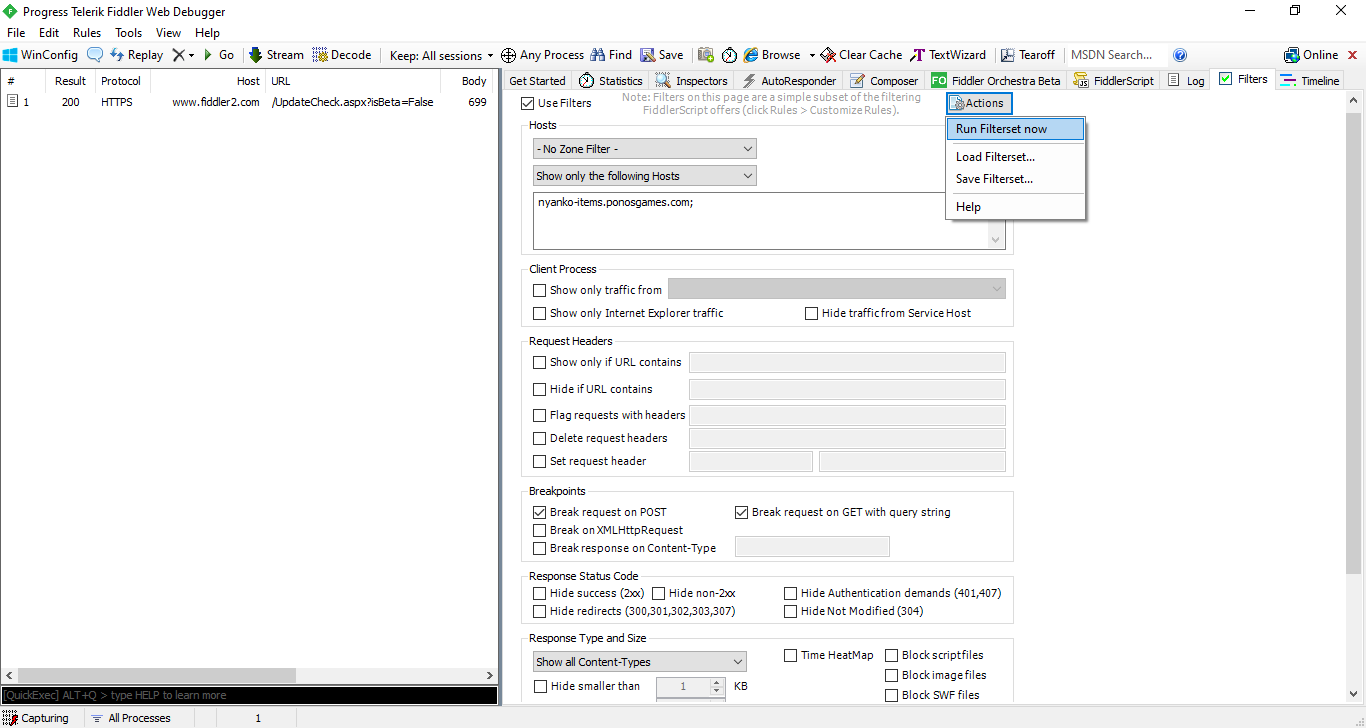 Progress Telerik Fiddler Web Debugger
File Edit Rules Tools View Help
WinConfig Replay Go Stream Decode Keep: All sessions Any Process Find Save Browse Clear Cache TextWizard Tearoff MSDN Search... Online
# Result Protocol Host URL Body
1 200 HTTPS www.fiddler2.com /UpdateCheck.aspx?isBeta=False 699
Get Started Statistics Inspectors AutoResponder Composer FO Fiddler Orchestra Beta FiddlerScript Log Filters Timeline
Use Filters
Note: Filters on this page are a simple subset of the filtering
FiddlerScript offers (click Rules > Customize Rules).
Actions
Run Filterset now
Load Filterset...
Save Filterset...
Help
Hosts
- No Zone Filter -
Show only the following Hosts
nyanko-items.ponosgames.com;
Client Process
Show only traffic from
Show only Internet Explorer traffic Hide traffic from Service Host
Request Headers
Show only if URL contains
Hide if URL contains
Flag requests with headers
Delete request headers
Set request header
Breakpoints
Break request on POST Break request on GET with query string
Break on XMLHttpRequest
Break response on Content-Type
Response Status Code
Hide success (2xx) Hide non-2xx Hide Authentication demands (401,407)
Hide redirects (300,301,302,303,307) Hide Not Modified (304)
Response Type and Size
Show all Content-Types Time HeatMap Block script files
Block image files
Hide smaller than 1 KB
Block SWF files
[QuickExec] ALT+Q > type HELP to learn more
Capturing All Processes 1